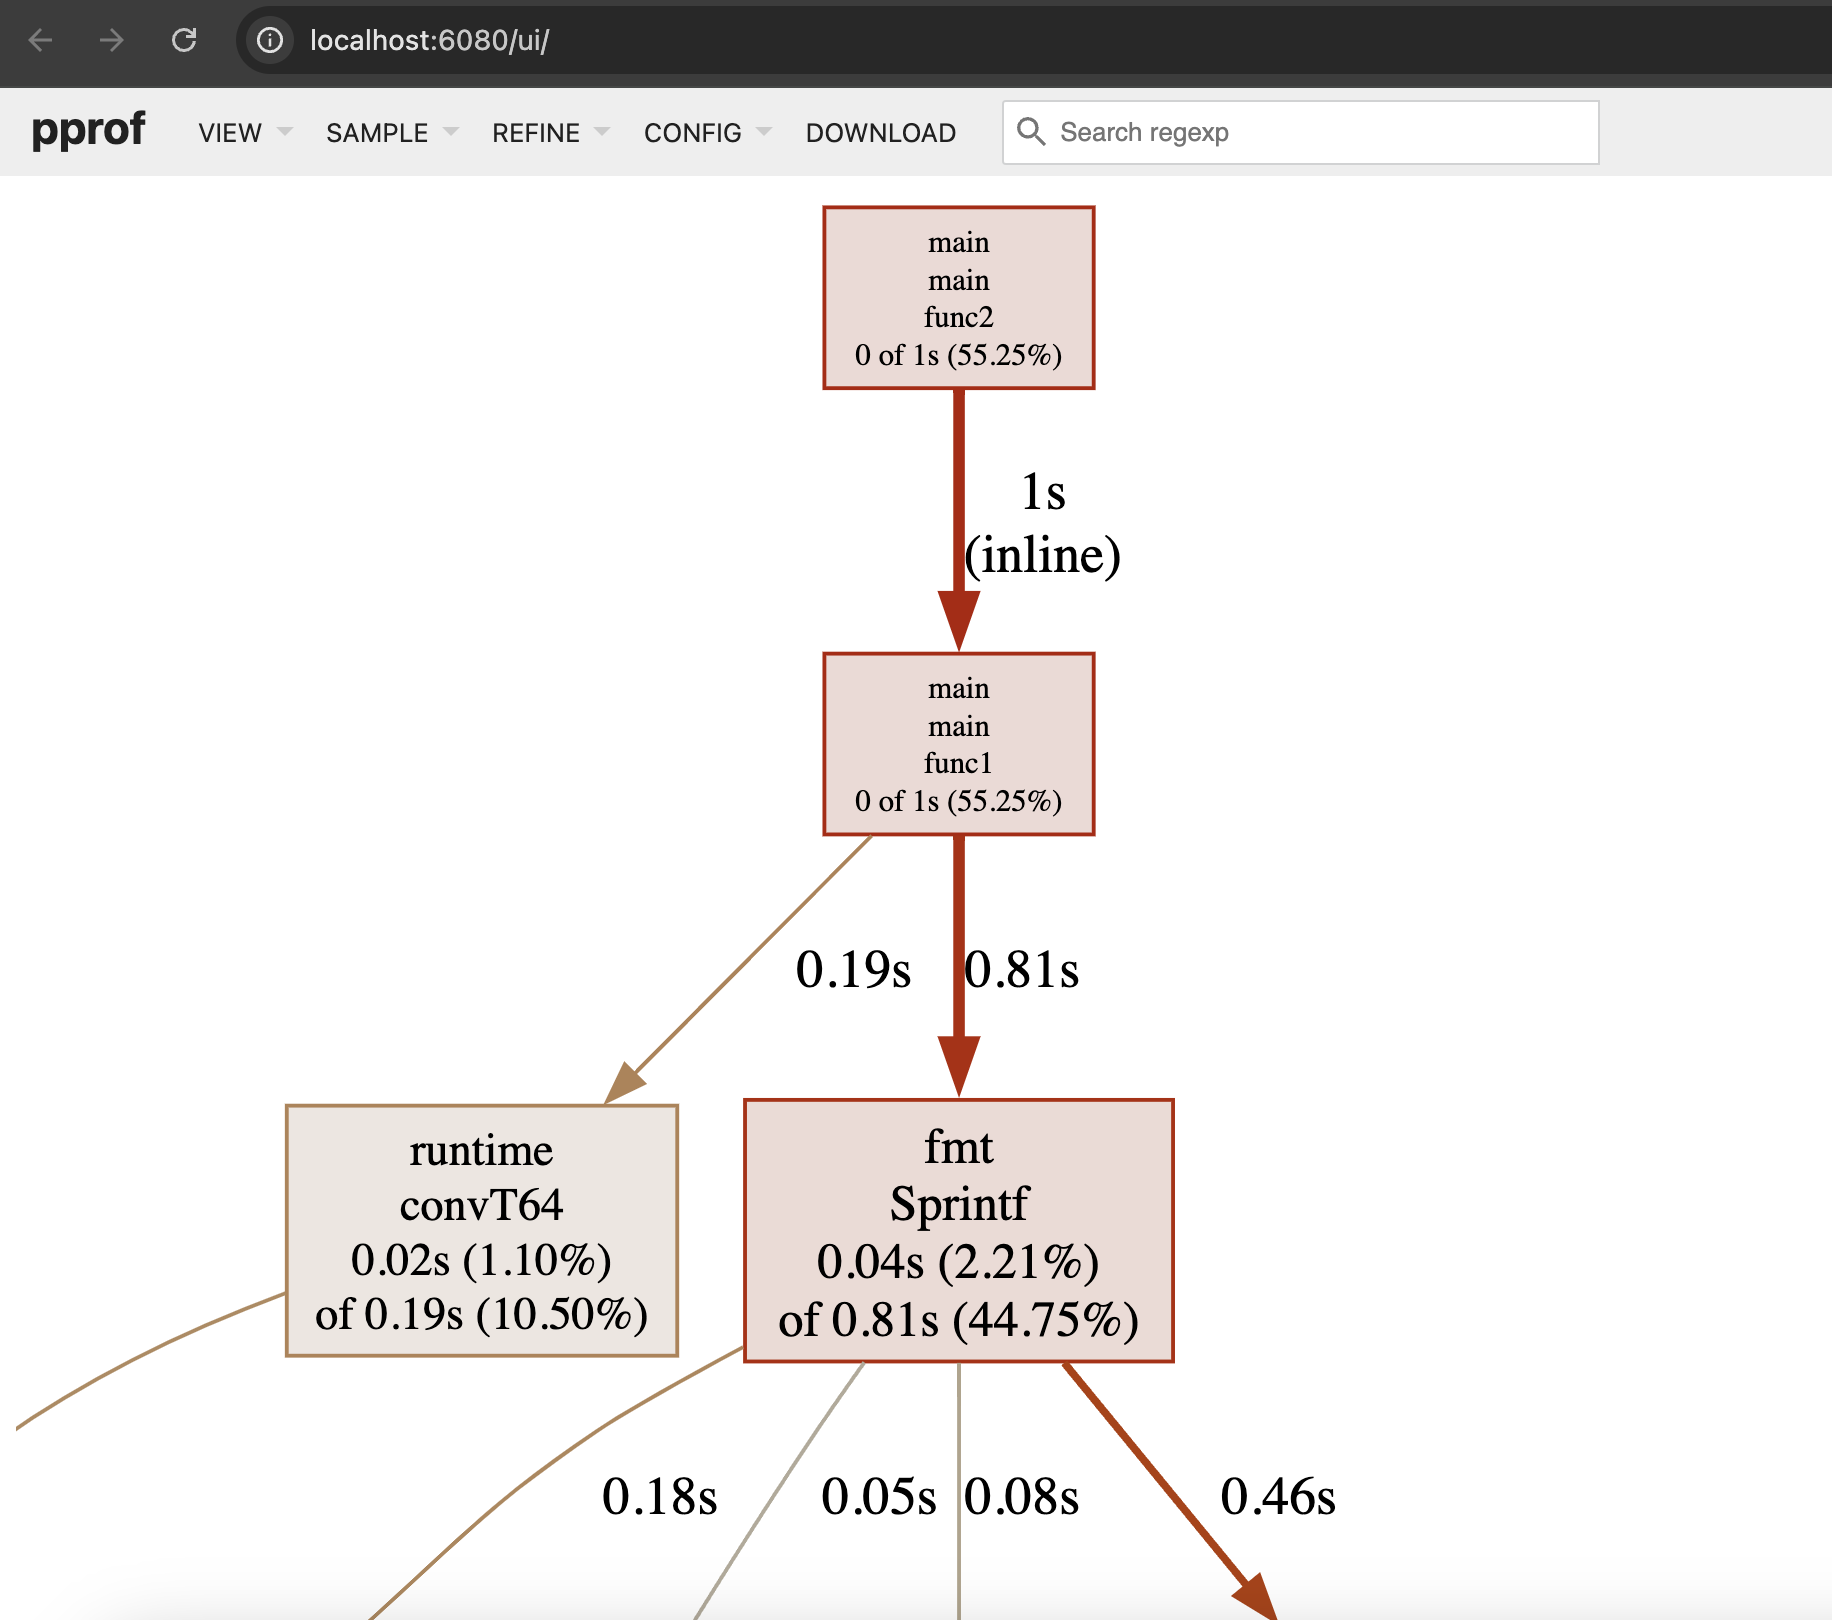 localhost:6080/ui/
pprof VIEW SAMPLE REFINE CONFIG DOWNLOAD Search regexp
main
main
func2
0 of 1s (55.25%)
1s
(inline)
main
main
func1
0 of 1s (55.25%)
0.19s 0.81s
runtime
convT64
0.02s (1.10%)
of 0.19s (10.50%)
fmt
Sprintf
0.04s (2.21%)
of 0.81s (44.75%)
0.18s 0.05s 0.08s 0.46s